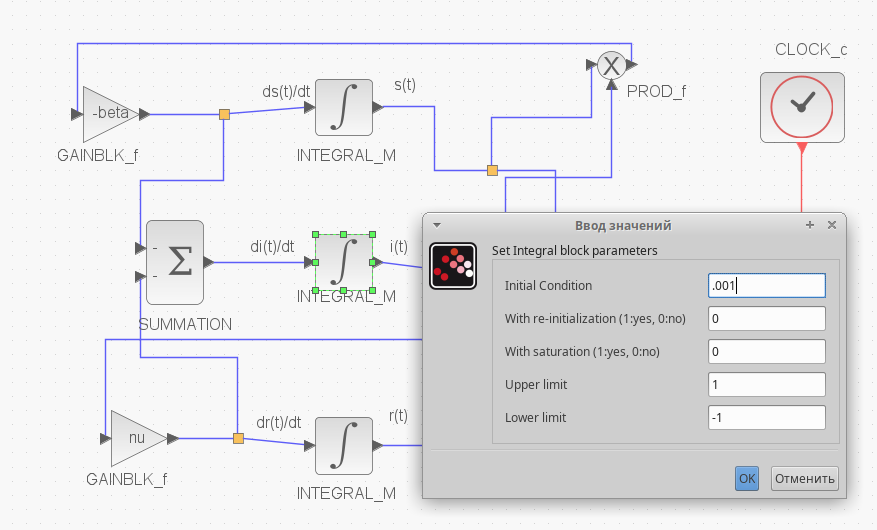 CLOCK_c
ds(t)/dt
s(t)
X
PROD_f
-beta
∫
GAINBLK_f
INTEGRAL_M
Ввод значений
Set Integral block parameters
di(t)/dt
i(t)
-
-
Σ
∫
Initial Condition
.001
INTEGRAL_M
With re-initialization (1:yes, 0:no)
0
SUMMATION
With saturation (1:yes, 0:no)
0
Upper limit
1
Lower limit
-1
dr(t)/dt
r(t)
nu
∫
GAINBLK_f
INTEGRAL_M
OK
Отменить